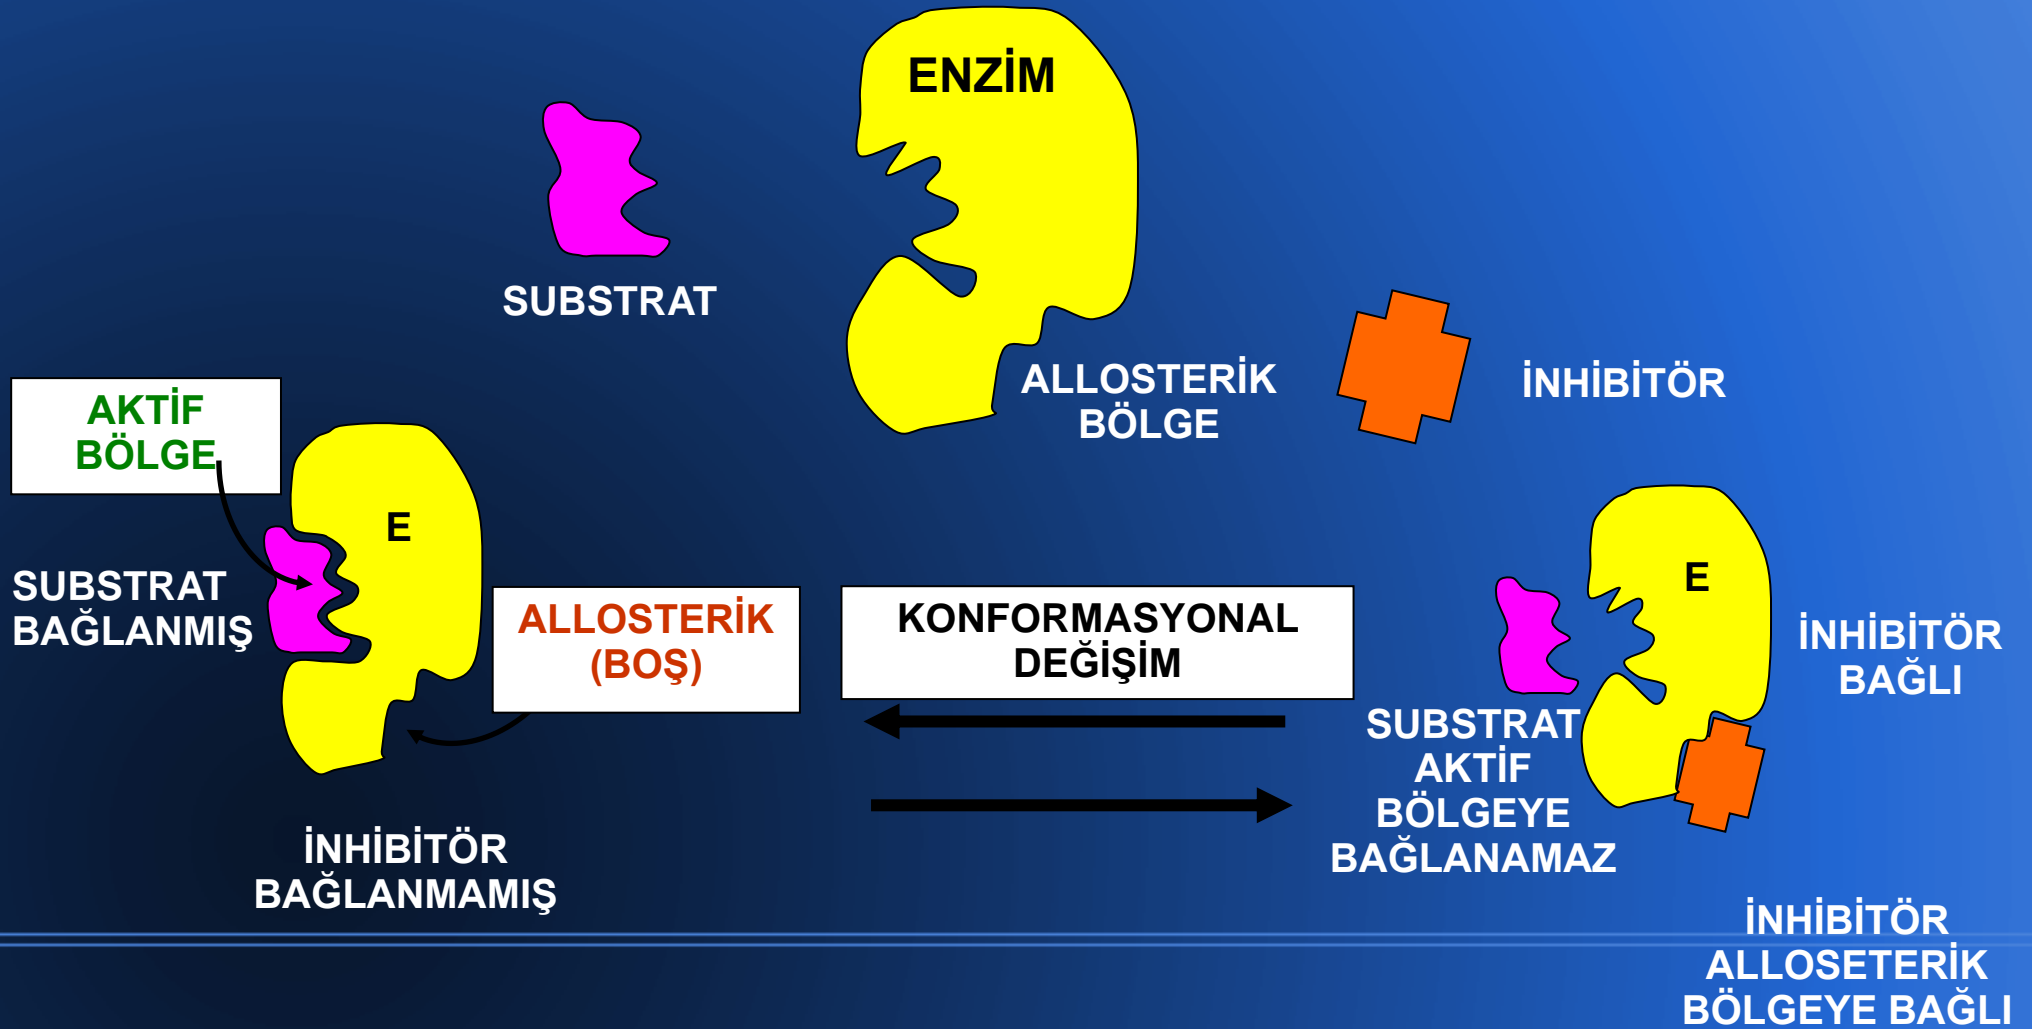 ENZİM
SUBSTRAT
ALLOSTERİK
BÖLGE
İNHİBİTÖR
AKTİF
BÖLGE
E
SUBSTRAT
BAĞLANMIŞ
ALLOSTERİK
(BOŞ)
KONFORMASYONAL
DEĞİŞİM
E
İNHİBİTÖR
BAĞLI
SUBSTRAT
AKTİF
BÖLGEYE
BAĞLANAMAZ
İNHİBİTÖR
BAĞLANMAMIŞ
İNHİBİTÖR
ALLOSETERİK
BÖLGEYE BAĞLI